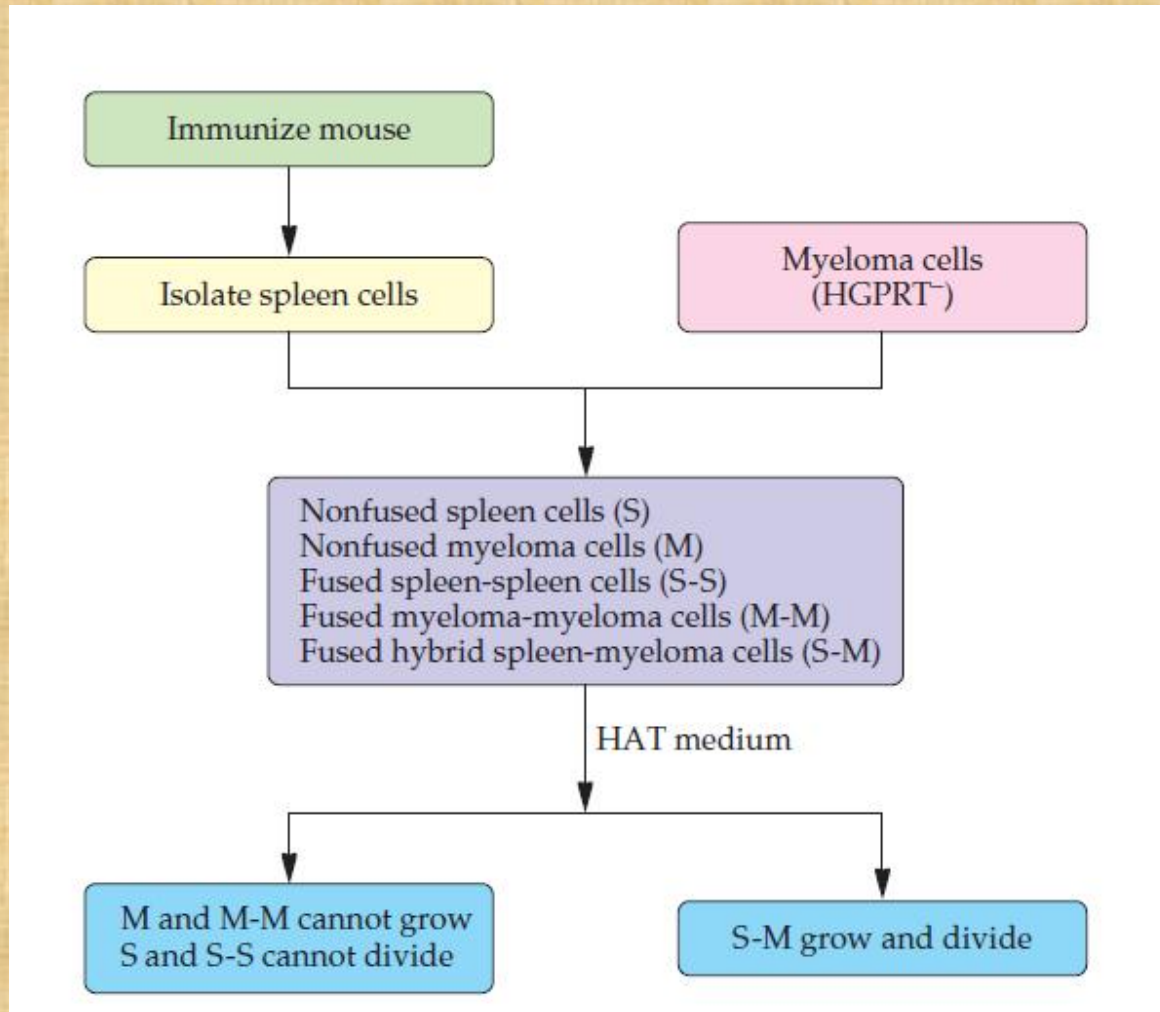 Immunize mouse
Isolate spleen cells
Myeloma cells
(HGPRT⁻)
Nonfused spleen cells (S)
Nonfused myeloma cells (M)
Fused spleen-spleen cells (S-S)
Fused myeloma-myeloma cells (M-M)
Fused hybrid spleen-myeloma cells (S-M)
HAT medium
M and M-M cannot grow
S and S-S cannot divide
S-M grow and divide